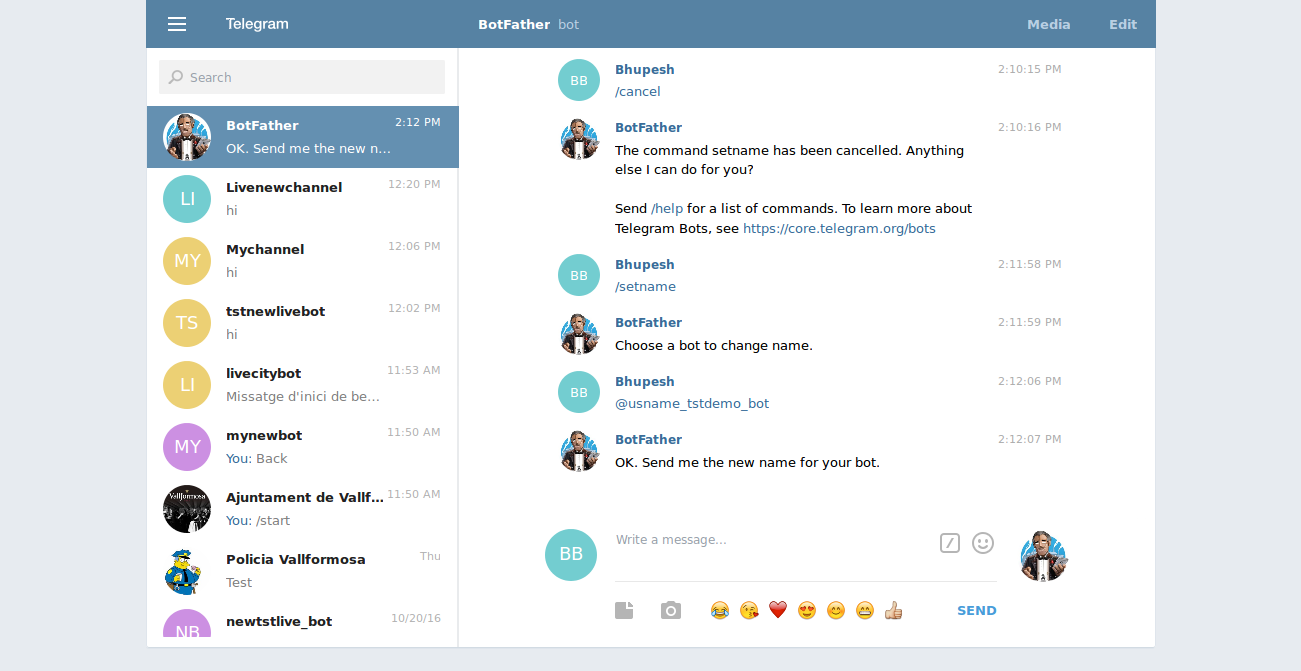 Telegram
BotFather bot
Media
Edit
Search
BotFather
2:12 PM
OK. Send me the new n...
LI
Livenewchannel
12:20 PM
hi
MY
Mychannel
12:06 PM
hi
TS
tstnewlivebot
12:02 PM
hi
LI
livecitybot
11:53 AM
Missatge d'inici de be...
MY
mynewbot
11:50 AM
You: Back
Vallformosa
Ajuntament de Vallf...
11:50 AM
You: /start
Policia Vallformosa
Thu
Test
NB
newtstlive_bot
10/20/16
BB
Bhupesh
2:10:15 PM
/cancel
BotFather
2:10:16 PM
The command setname has been cancelled. Anything
else I can do for you?
Send /help for a list of commands. To learn more about
Telegram Bots, see https://core.telegram.org/bots
BB
Bhupesh
2:11:58 PM
/setname
BotFather
2:11:59 PM
Choose a bot to change name.
BB
Bhupesh
2:12:06 PM
@usname_tstdemo_bot
BotFather
2:12:07 PM
OK. Send me the new name for your bot.
BB
Write a message...
SEND